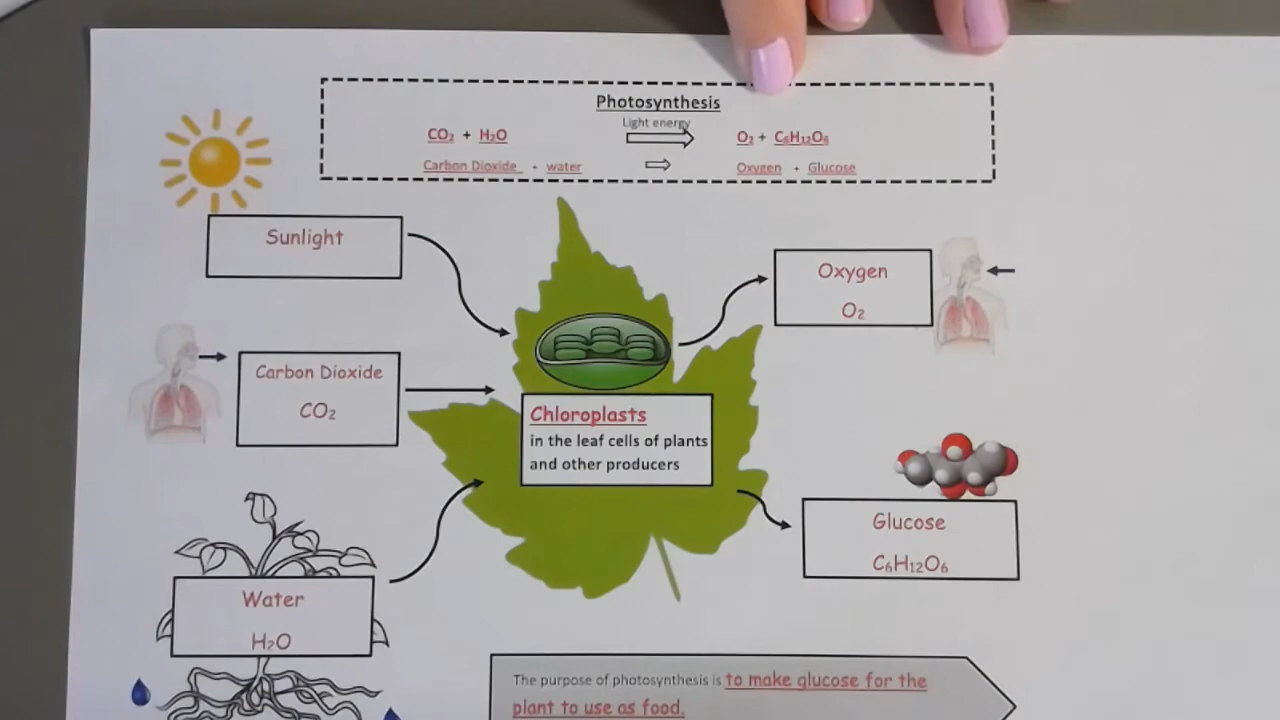 Photosynthesis
Light energy
CO₂ + H₂O O₂ + C₆H₁₂O₆
Carbon Dioxide + water Oxygen + Glucose
Sunlight
Oxygen
O₂
Carbon Dioxide
CO₂
Chloroplasts
in the leaf cells of plants
and other producers
Glucose
C₆H₁₂O₆
Water
H₂O
The purpose of photosynthesis is to make glucose for the
plant to use as food.